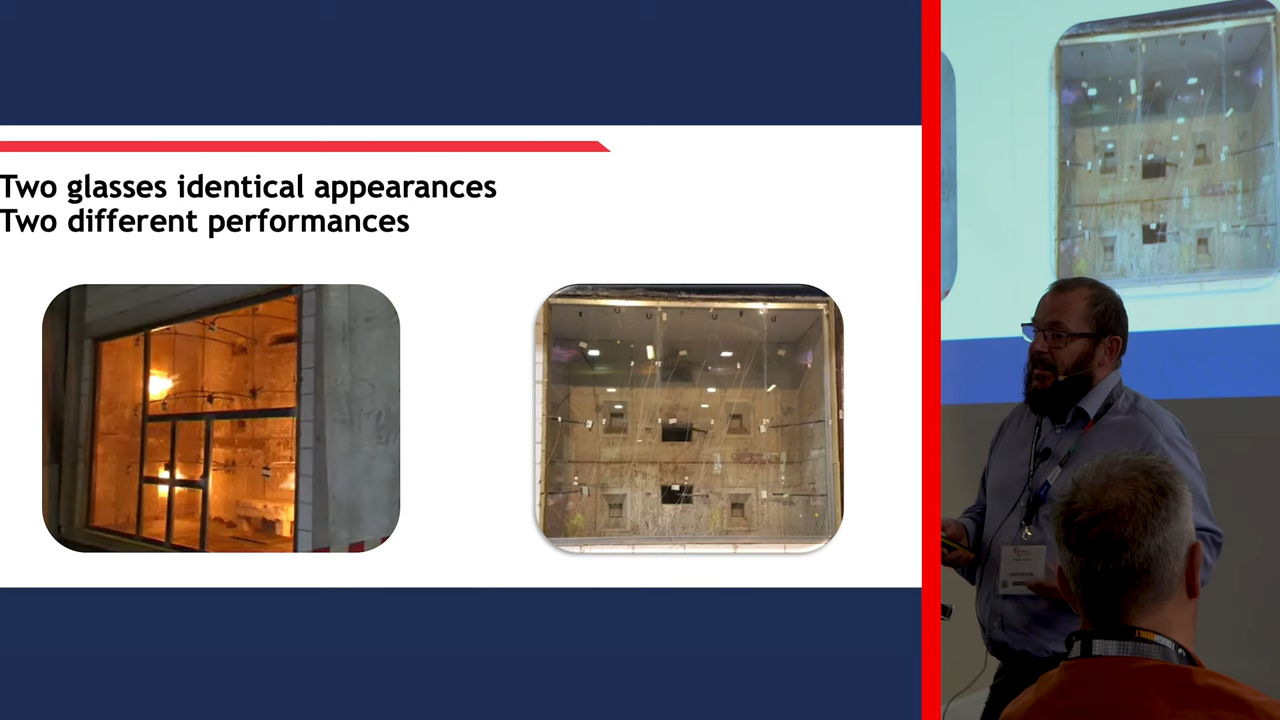 Two glasses identical appearances
Two different performances